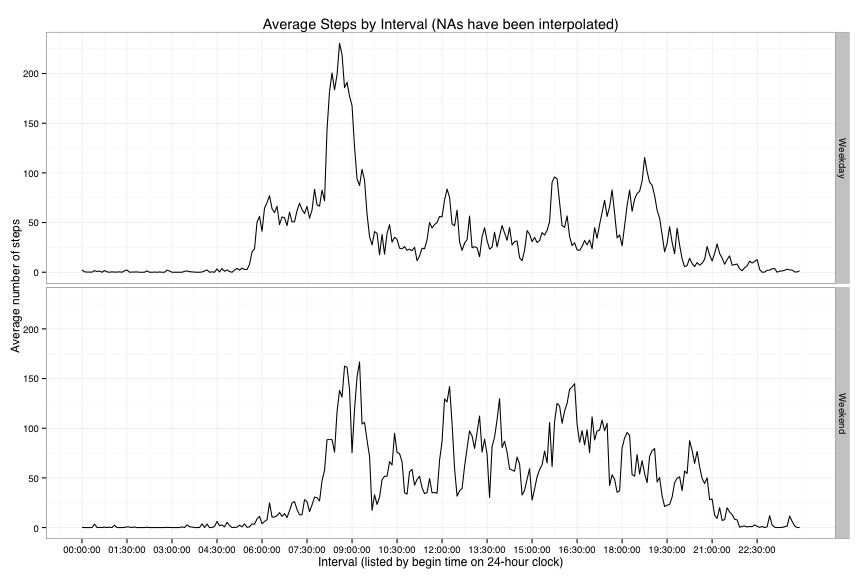 Average Steps by Interval (NAs have been interpolated)
Average number of steps
200
150
100
50
0
Weekday
200
150
100
50
0
Weekend
00:00:00 01:30:00 03:00:00 04:30:00 06:00:00 07:30:00 09:00:00 10:30:00 12:00:00 13:30:00 15:00:00 16:30:00 18:00:00 19:30:00 21:00:00 22:30:00
Interval (listed by begin time on 24-hour clock)